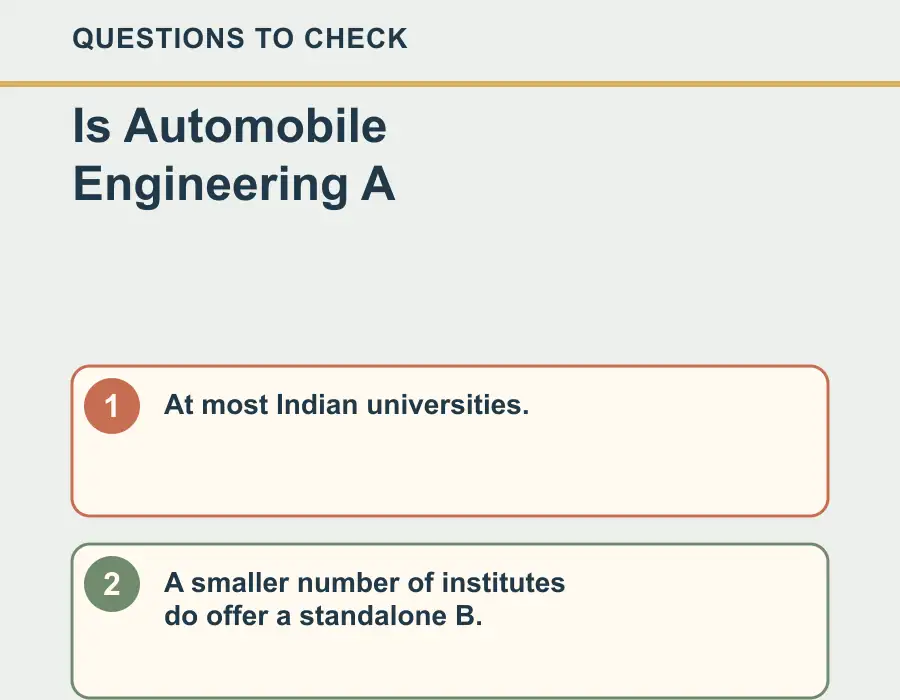 QUESTIONS TO CHECK
Is Automobile
Engineering A
1
At most Indian universities.
2
A smaller number of institutes
do offer a standalone B.